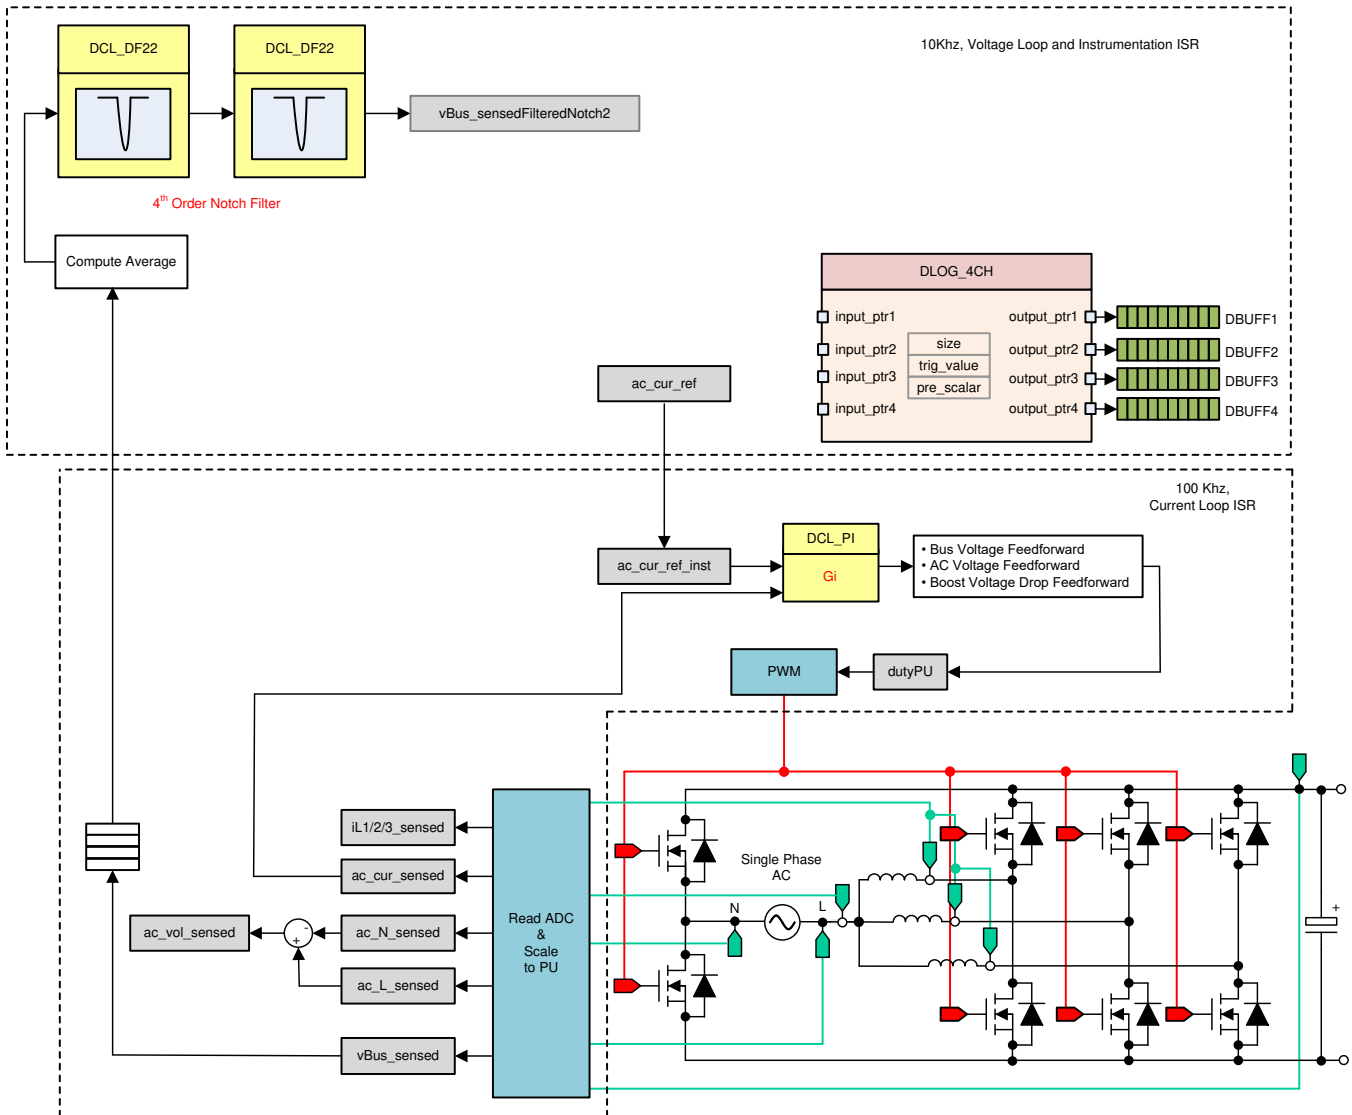 DCL_DF22
DCL_DF22
10Khz, Voltage Loop and Instrumentation ISR
vBus_sensedFilteredNotch2
4th Order Notch Filter
Compute Average
DLOG_4CH
input_ptr1
output_ptr1
DBUFF1
input_ptr2
size
output_ptr2
DBUFF2
trig_value
input_ptr3
output_ptr3
DBUFF3
pre_scalar
input_ptr4
output_ptr4
DBUFF4
ac_cur_ref
100 Khz,
Current Loop ISR
ac_cur_ref_inst
DCL_PI
Gi
• Bus Voltage Feedforward
• AC Voltage Feedforward
• Boost Voltage Drop Feedforward
PWM
dutyPU
iL1/2/3_sensed
ac_cur_sensed
ac_vol_sensed
-
+
ac_N_sensed
ac_L_sensed
vBus_sensed
Read ADC
&
Scale
to PU
Single Phase
AC
N
L
+